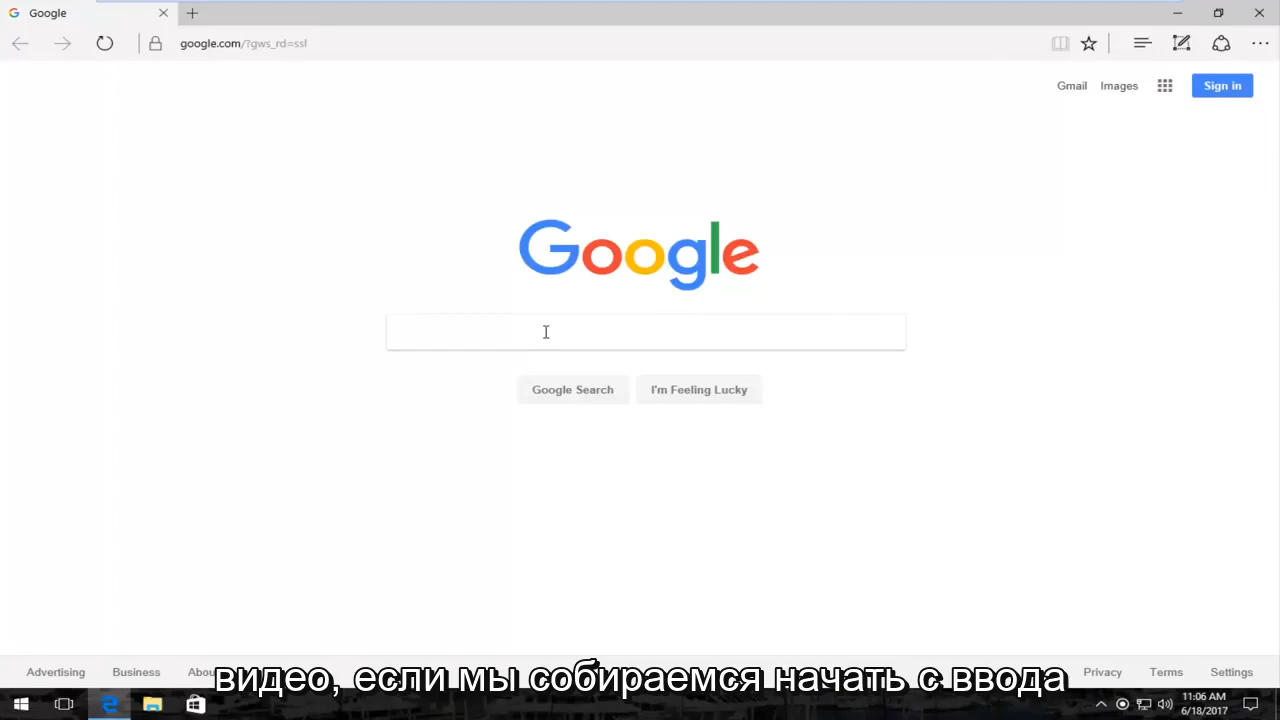 Google
google.com/?gws_rd=ssl
Gmail Images Sign in
Google
Google Search I'm Feeling Lucky
Advertising Business Privacy Terms Settings
видео, если мы собираемся начать с ввода
11:06 AM
6/18/2017